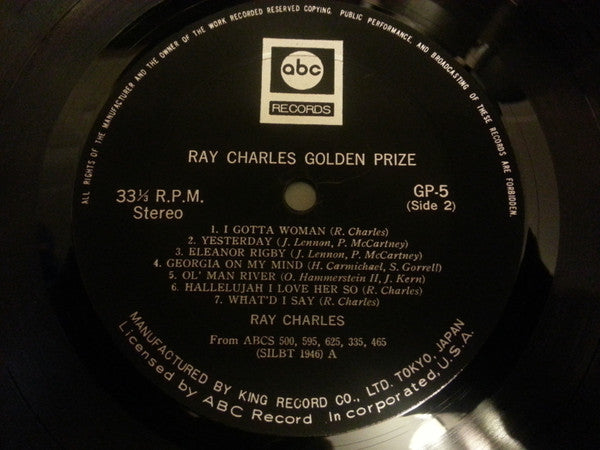 ALL RIGHTS OF THE MANUFACTURER AND THE OWNER OF THE WORK RECORDED RESERVED COPYING, PUBLIC PERFORMANCE, AND BROADCASTING OF THESE RECORDS ARE FORBIDDEN.
abc
RECORDS
RAY CHARLES GOLDEN PRIZE
33⅓ R.P.M.
Stereo
GP-5
(Side 2)
1. I GOTTA WOMAN (R. Charles)
2. YESTERDAY (J. Lennon, P. McCartney)
3. ELEANOR RIGBY (J. Lennon, P. McCartney)
4. GEORGIA ON MY MIND (H. Carmichael, S. Gorrell)
5. OL' MAN RIVER (O. Hammerstein II, J. Kern)
6. HALLELUJAH I LOVE HER SO (R. Charles)
7. WHAT'D I SAY (R. Charles)
RAY CHARLES
From ABCS 500, 595, 625, 335, 465
(SILBT 1946) A
MANUFACTURED BY KING RECORD CO., LTD. TOKYO, JAPAN
Licensed by ABC Record Incorporated, U.S.A.